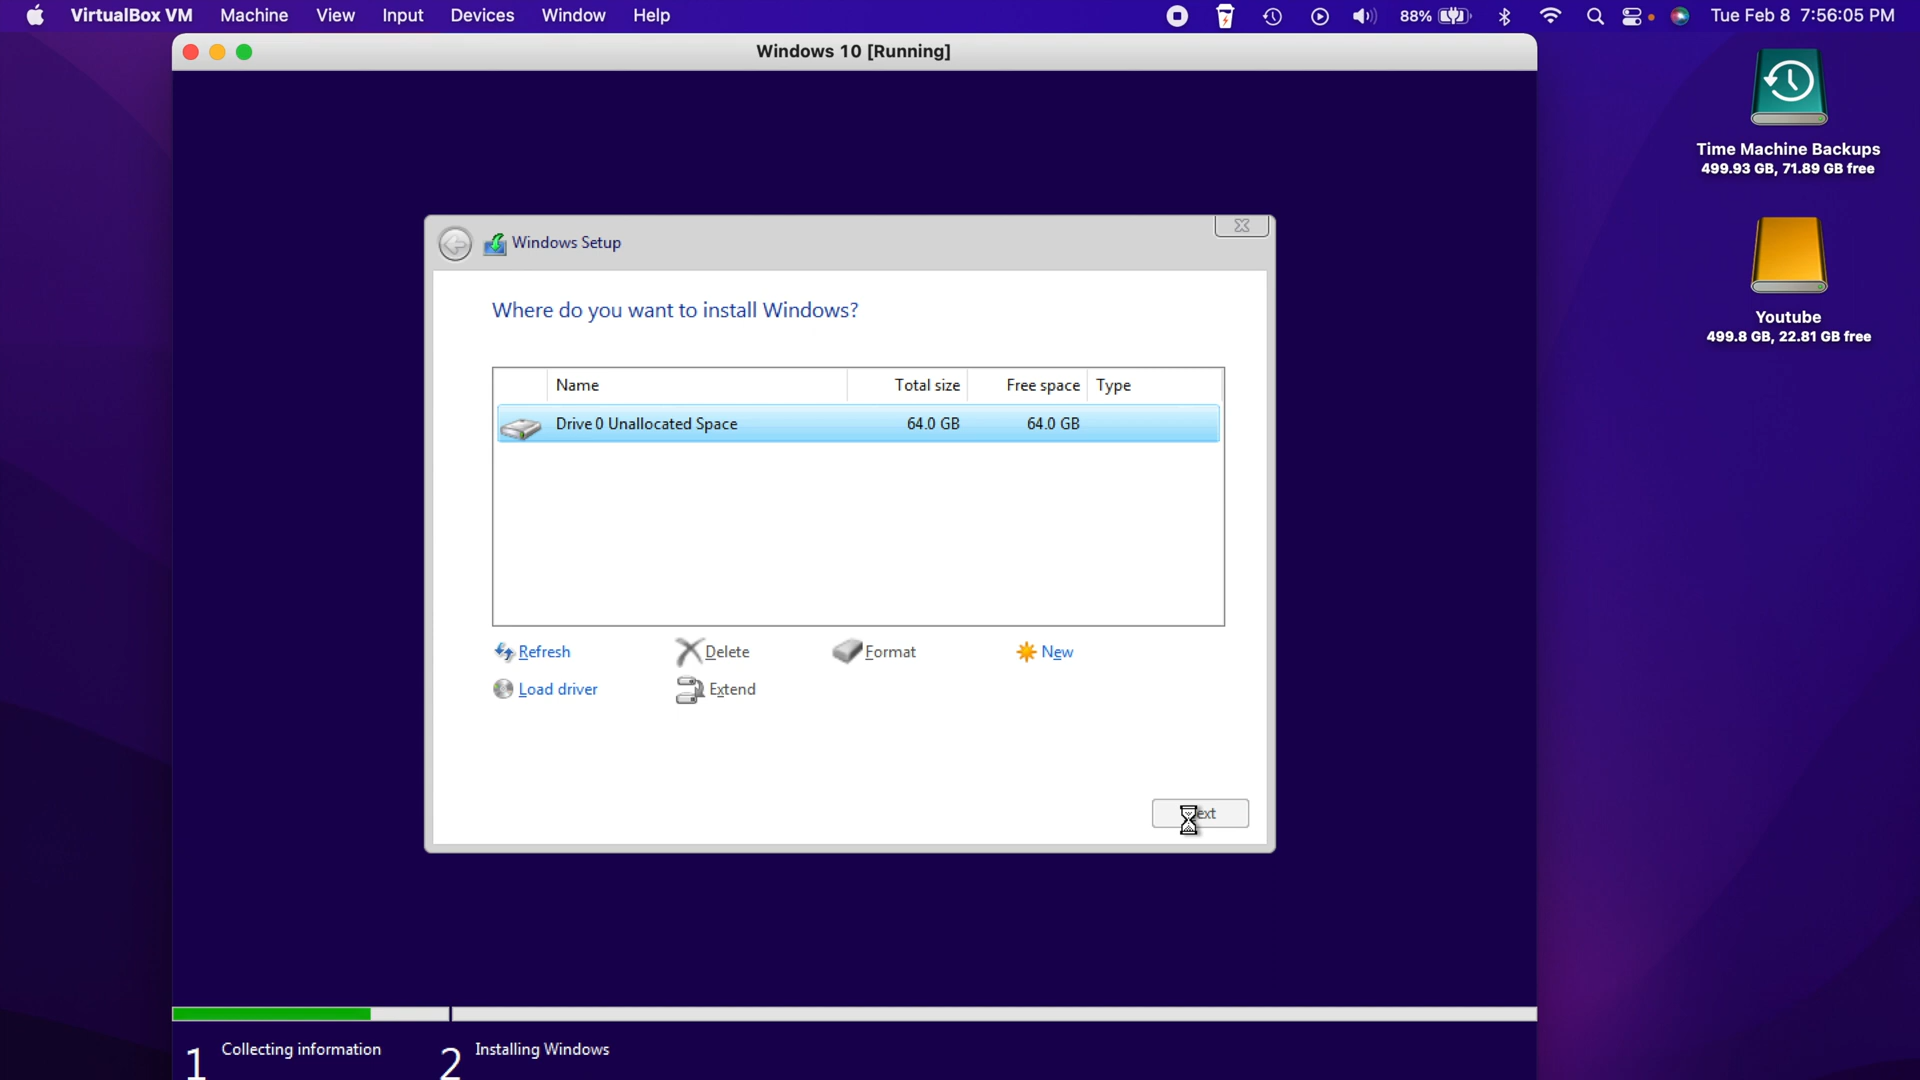 VirtualBox VM Machine View Input Devices Window Help 88% Tue Feb 8 7:56:05 PM
Windows 10 [Running]
Time Machine Backups
499.93 GB, 71.89 GB free
Youtube
499.8 GB, 22.81 GB free
Windows Setup
Where do you want to install Windows?
Name Total size Free space Type
Drive 0 Unallocated Space 64.0 GB 64.0 GB
Refresh Delete Format New
Load driver Extend
1 Collecting information 2 Installing Windows